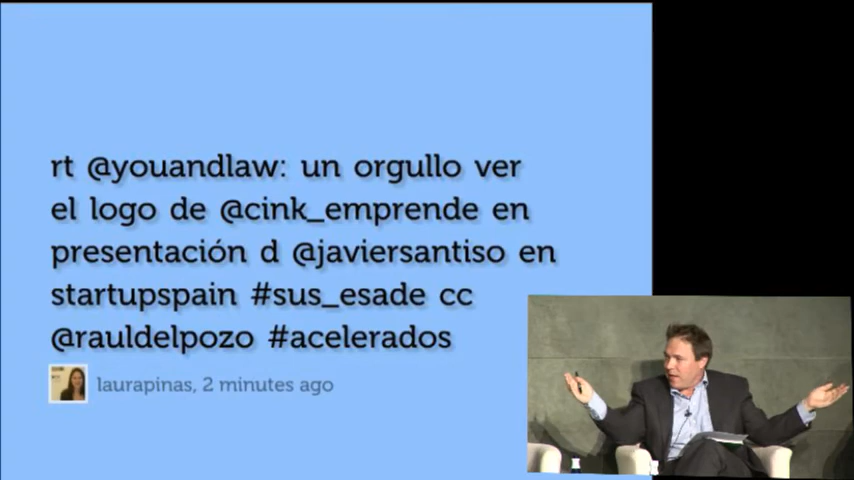 rt @youandlaw: un orgullo ver
el logo de @cink_emprende en
presentación d @javiersantiso en
startupspain #sus_esade cc
@rauldelpozo #acelerados
laurapinas, 2 minutes ago